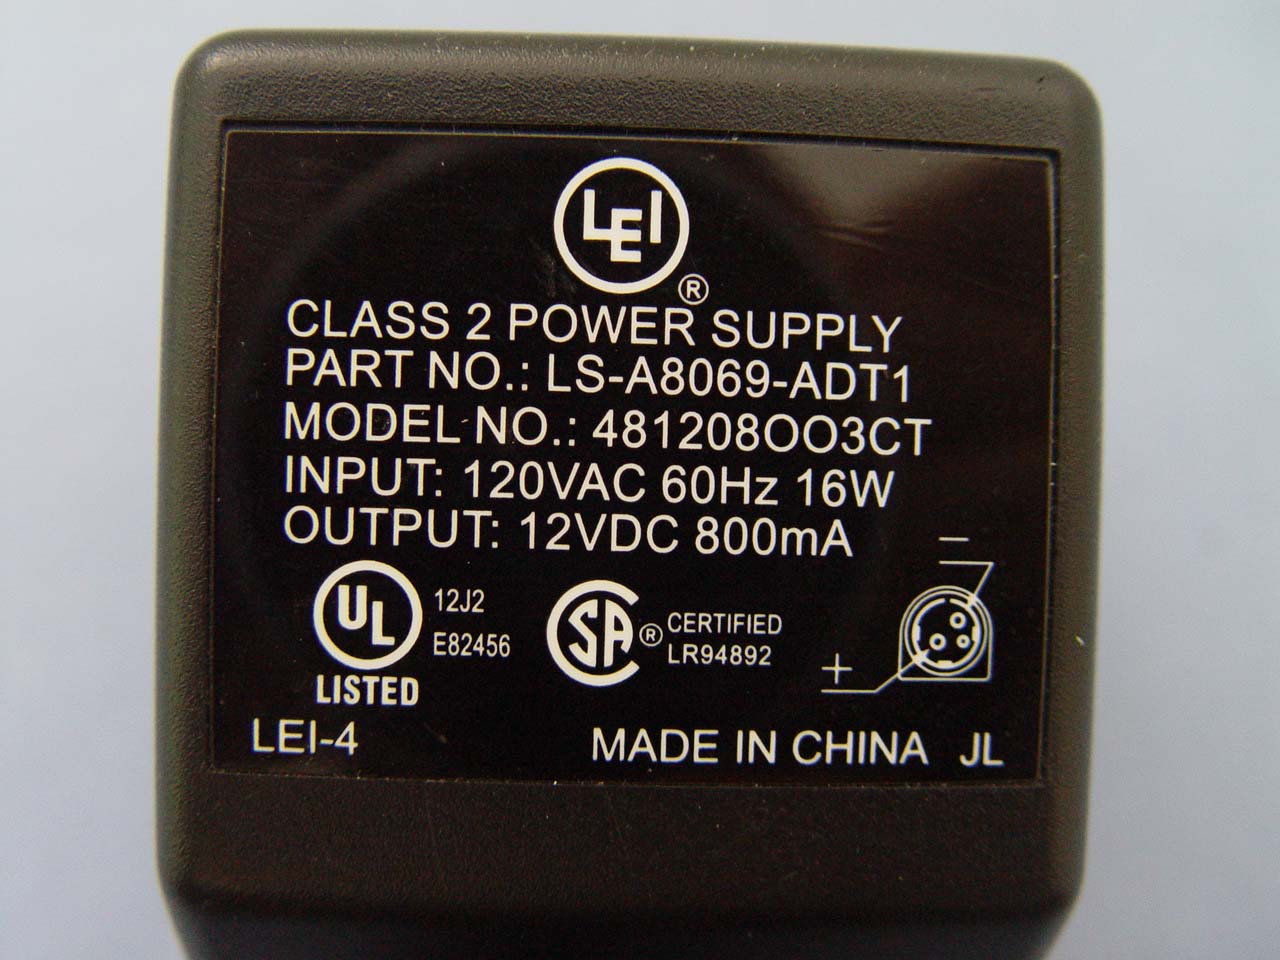 LEI
®
CLASS 2 POWER SUPPLY
PART NO.: LS-A8069-ADT1
MODEL NO.: 481208OO3CT
INPUT: 120VAC 60Hz 16W
OUTPUT: 12VDC 800mA
UL 12J2
E82456
LISTED
SA ® CERTIFIED
LR94892
−
+
LEI-4
MADE IN CHINA JL